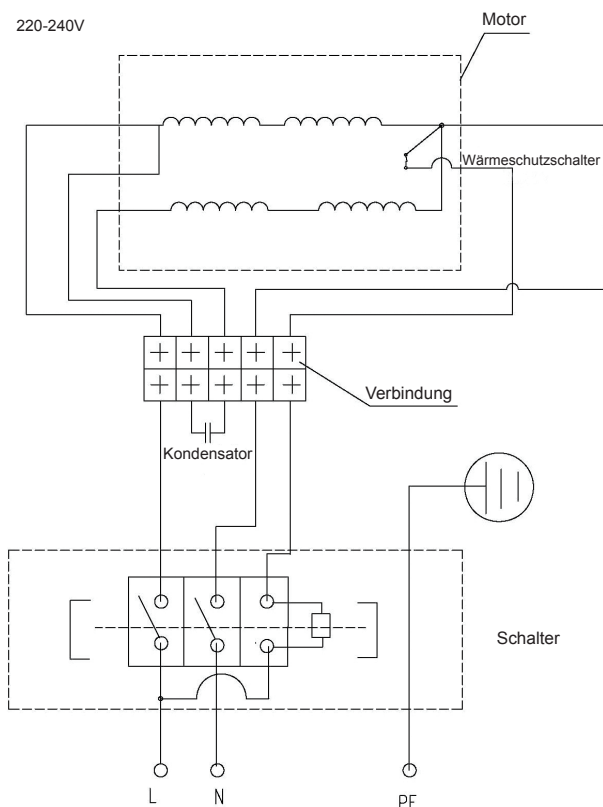 220-240V
Motor
Wärmeschutzschalter
Verbindung
Kondensator
Schalter
L
N
PE